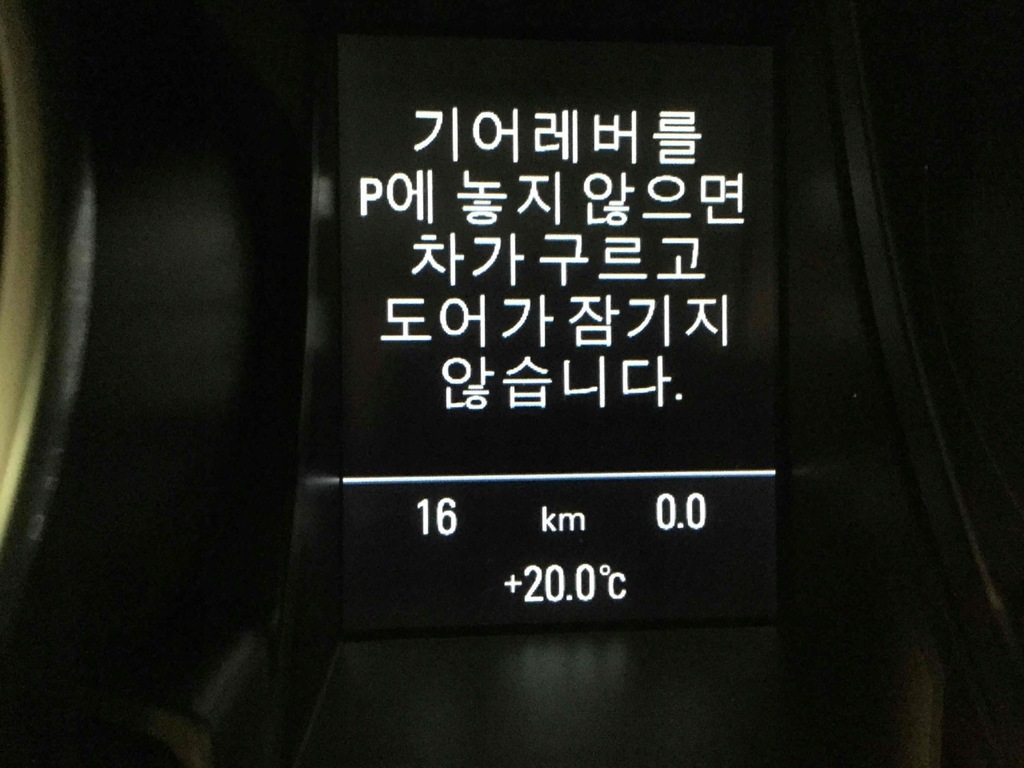 기어레버를
P에 놓지 않으면
차가 구르고
도어가 잠기지
않습니다.
16 km 0.0
+20.0℃